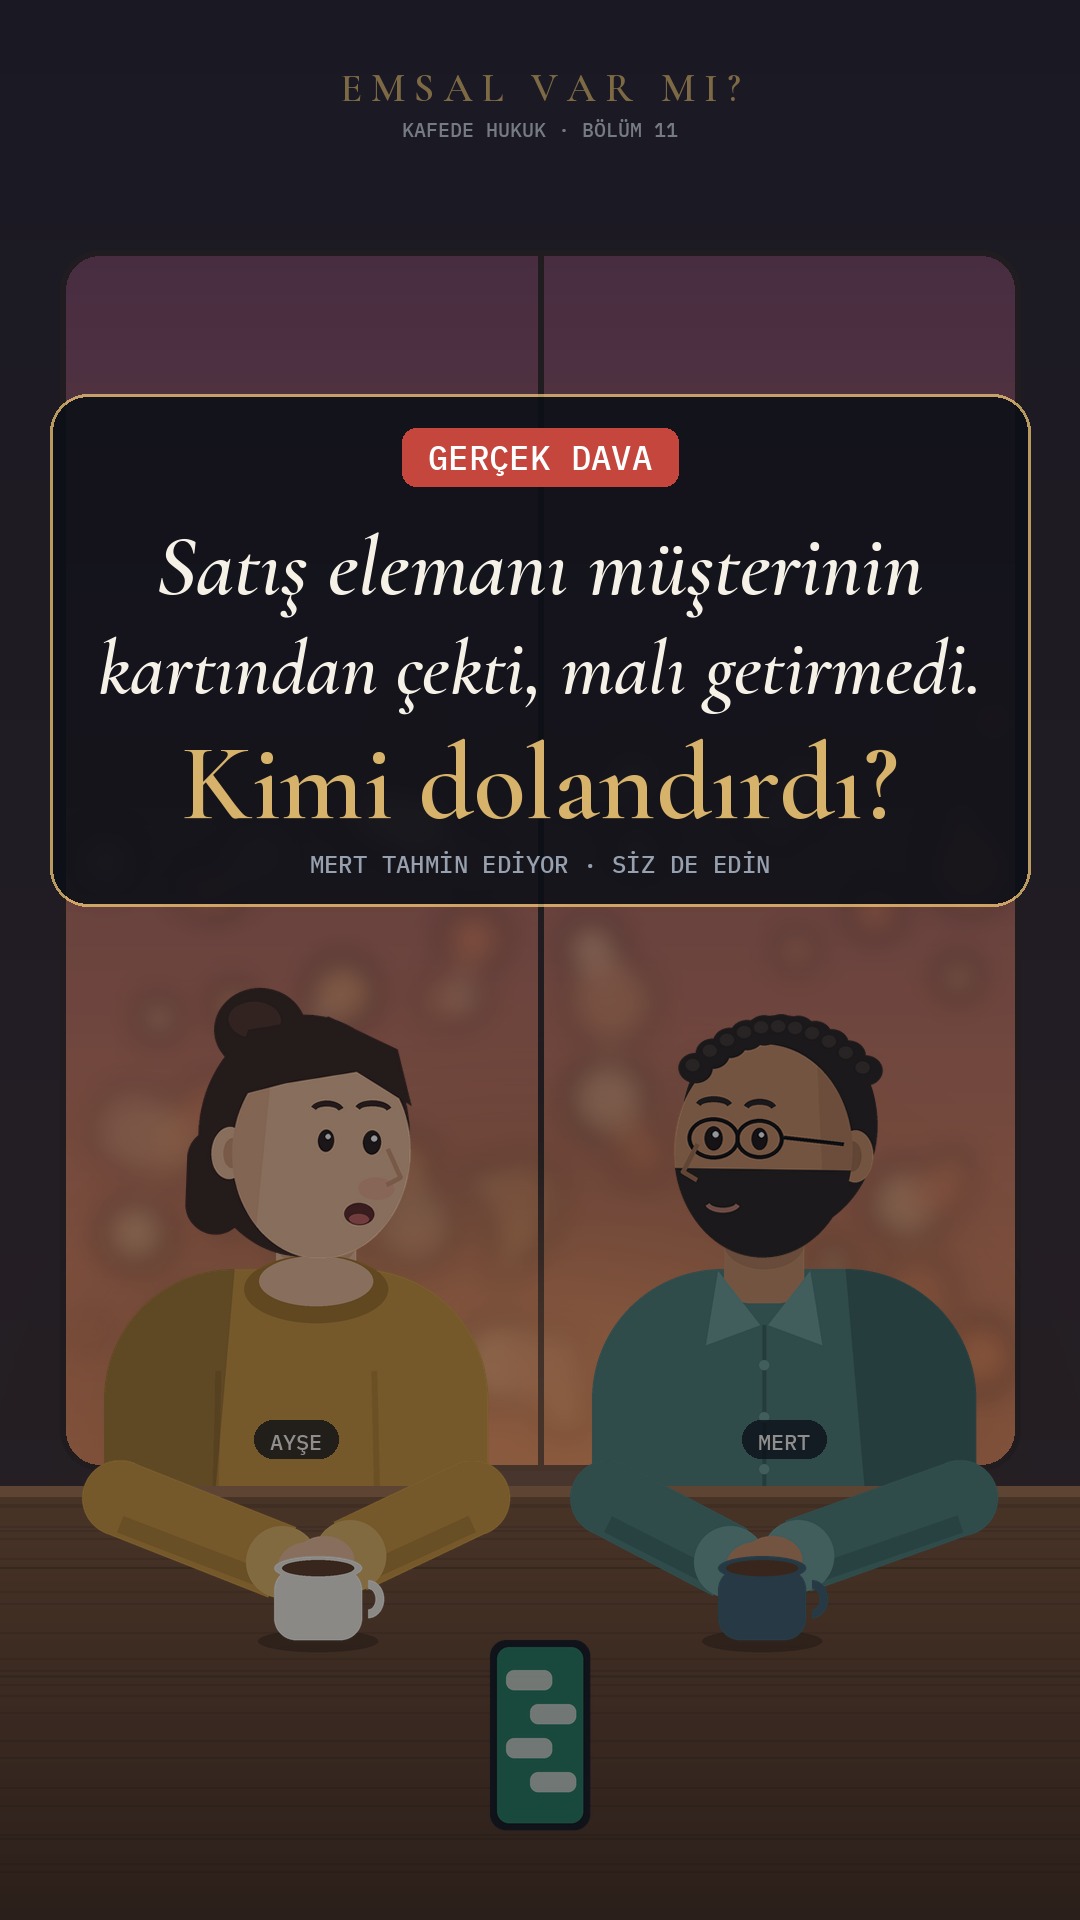 EMSAL VAR MI?
KAFEDE HUKUK · BÖLÜM 11
GERÇEK DAVA
Satış elemanı müşterinin
kartından çekti, malı getirmedi.
Kimi dolandırdı?
MERT TAHMİN EDİYOR · SİZ DE EDİN
AYŞE
MERT